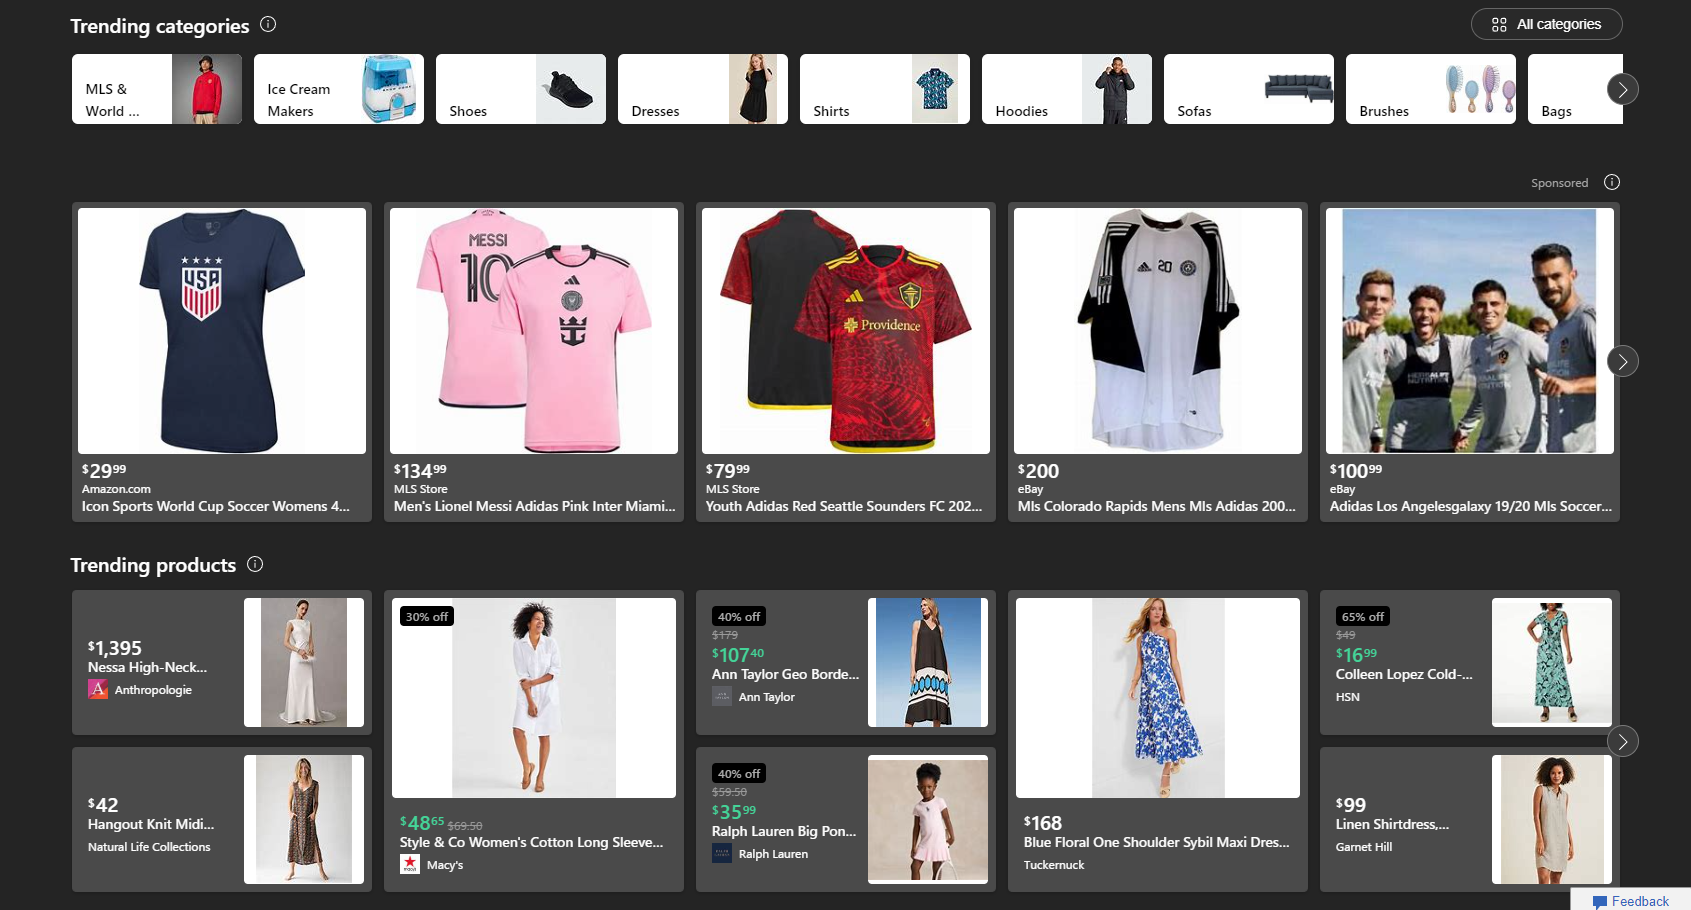 Trending categories
All categories
MLS &
World ...
Ice Cream
Makers
Shoes
Dresses
Shirts
Hoodies
Sofas
Brushes
Bags
Sponsored
USA
MESSI
10
Providence
20
HERBALIFE
NUTRITION
$29.99
Amazon.com
Icon Sports World Cup Soccer Womens 4...
$134.99
MLS Store
Men's Lionel Messi Adidas Pink Inter Miami...
$79.99
MLS Store
Youth Adidas Red Seattle Sounders FC 202...
$200
eBay
Mls Colorado Rapids Mens Mls Adidas 200...
$100.99
eBay
Adidas Los Angelesgalaxy 19/20 Mls Soccer...
Trending products
$1,395
Nessa High-Neck...
A Anthropologie
$42
Hangout Knit Midi...
Natural Life Collections
30% off
$48.65 $69.50
Style & Co Women's Cotton Long Sleeve...
Macy's
40% off
$179
$107.40
Ann Taylor Geo Borde...
Ann Taylor
40% off
$59.50
$35.99
Ralph Lauren Big Pon...
Ralph Lauren
$168
Blue Floral One Shoulder Sybil Maxi Dres...
Tuckernuck
65% off
$49
$16.99
Colleen Lopez Cold-...
HSN
$99
Linen Shirtdress,...
Garnet Hill
Feedback